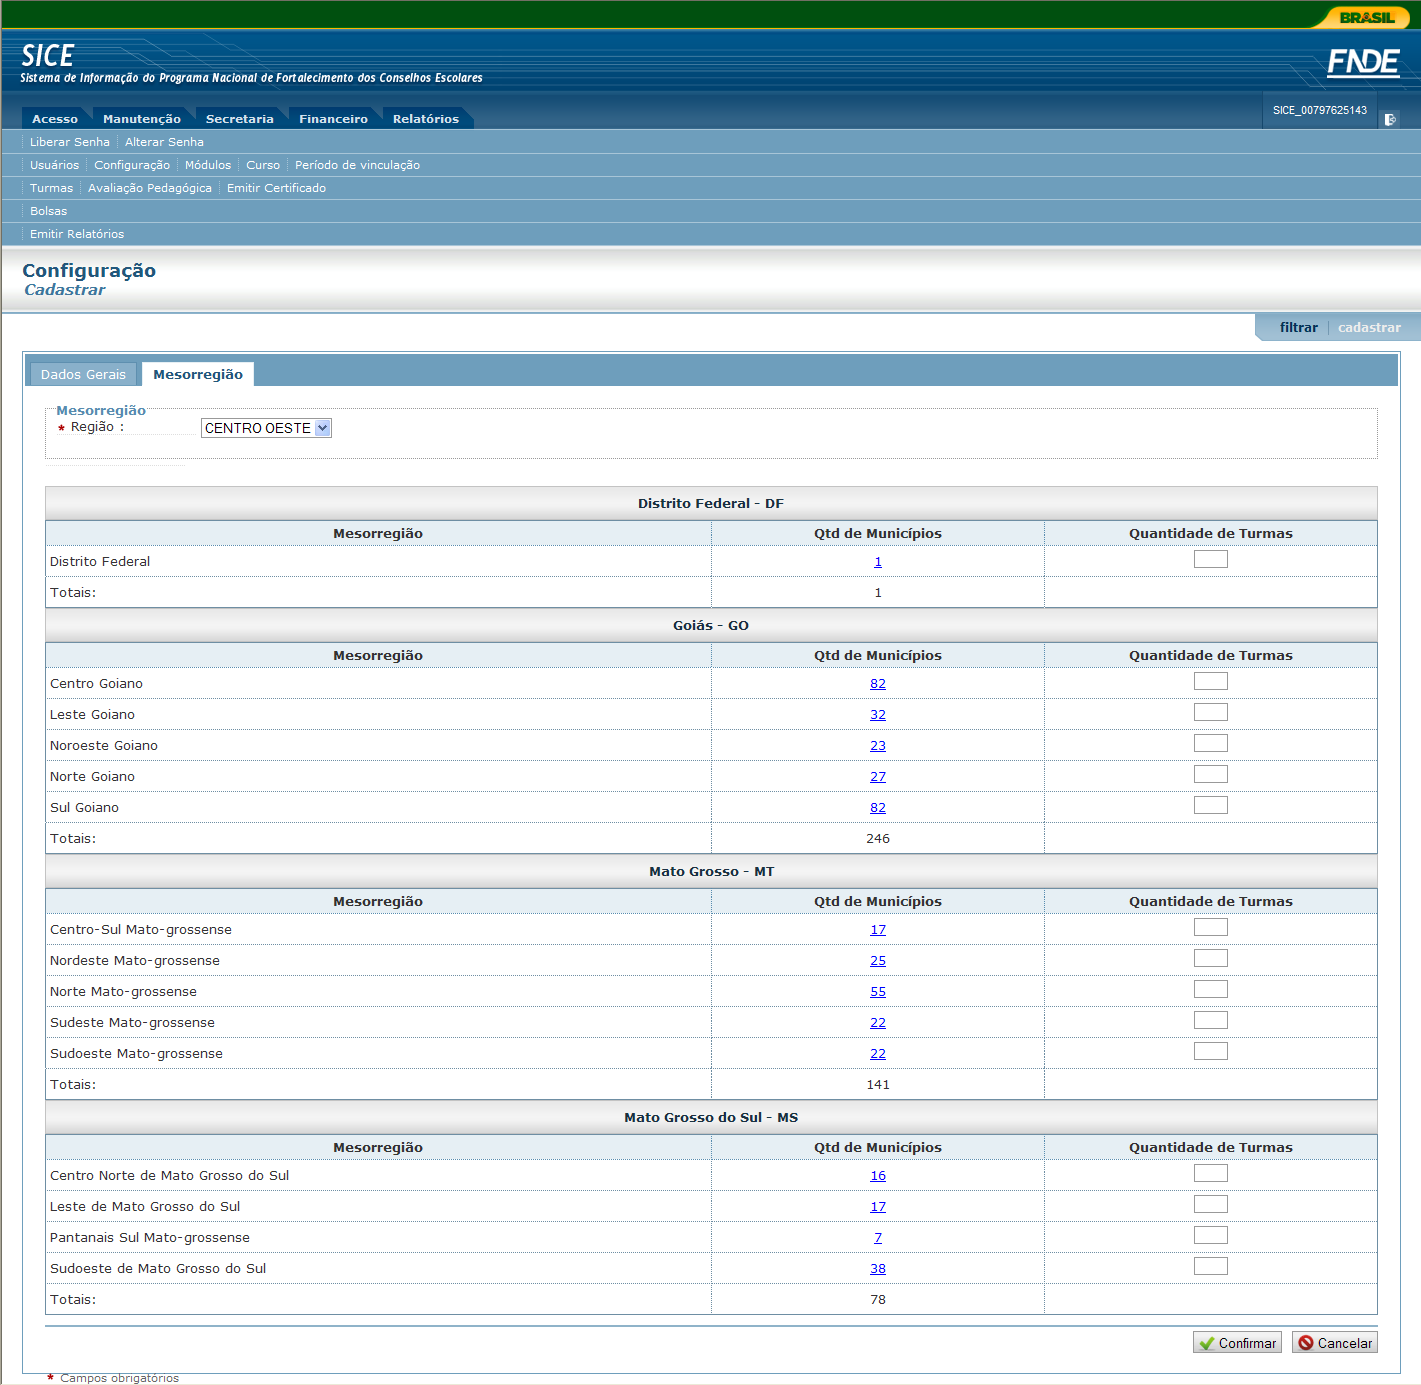 BRASIL
SICE
Sistema de Informação do Programa Nacional de Fortalecimento dos Conselhos Escolares
FNDE
Acesso Manutenção Secretaria Financeiro Relatórios
SICE_00797625143
Liberar Senha Alterar Senha
Usuários Configuração Módulos Curso Período de vinculação
Turmas Avaliação Pedagógica Emitir Certificado
Bolsas
Emitir Relatórios
Configuração
Cadastrar
filtrar cadastrar
Dados Gerais Mesorregião
Mesorregião
* Região : CENTRO OESTE
Distrito Federal - DF
Mesorregião Qtd de Municípios Quantidade de Turmas
Distrito Federal 1
Totais: 1
Goiás - GO
Mesorregião Qtd de Municípios Quantidade de Turmas
Centro Goiano 82
Leste Goiano 32
Noroeste Goiano 23
Norte Goiano 27
Sul Goiano 82
Totais: 246
Mato Grosso - MT
Mesorregião Qtd de Municípios Quantidade de Turmas
Centro-Sul Mato-grossense 17
Nordeste Mato-grossense 25
Norte Mato-grossense 55
Sudeste Mato-grossense 22
Sudoeste Mato-grossense 22
Totais: 141
Mato Grosso do Sul - MS
Mesorregião Qtd de Municípios Quantidade de Turmas
Centro Norte de Mato Grosso do Sul 16
Leste de Mato Grosso do Sul 17
Pantanais Sul Mato-grossense 7
Sudoeste de Mato Grosso do Sul 38
Totais: 78
Confirmar Cancelar
* Campos obrigatórios